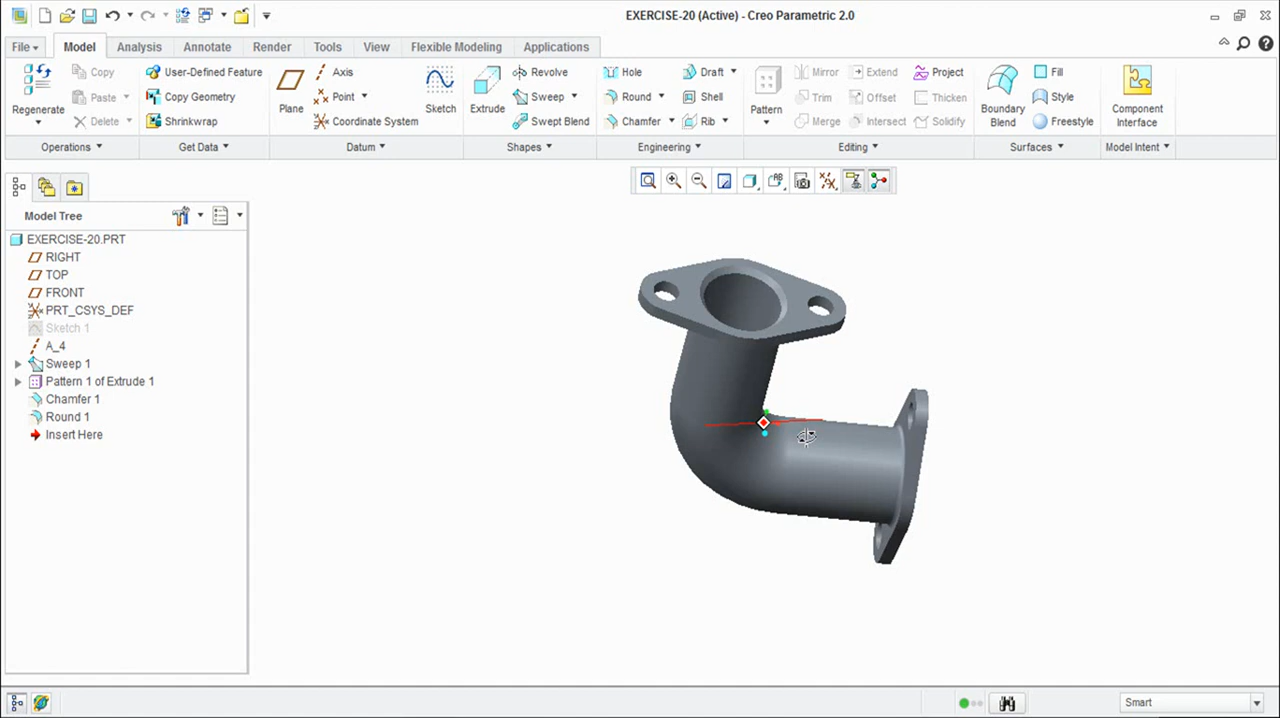 EXERCISE-20 (Active) - Creo Parametric 2.0
File
Model
Analysis
Annotate
Render
Tools
View
Flexible Modeling
Applications
Regenerate
Copy
Paste
Delete
Operations
User-Defined Feature
Copy Geometry
Shrinkwrap
Get Data
Plane
Axis
Point
Coordinate System
Sketch
Datum
Extrude
Revolve
Sweep
Swept Blend
Shapes
Hole
Round
Chamfer
Draft
Shell
Rib
Engineering
Pattern
Mirror
Trim
Merge
Extend
Offset
Intersect
Project
Thicken
Solidify
Editing
Boundary
Blend
Fill
Style
Freestyle
Surfaces
Component
Interface
Model Intent
Model Tree
EXERCISE-20.PRT
RIGHT
TOP
FRONT
PRT_CSYS_DEF
Sketch 1
A_4
Sweep 1
Pattern 1 of Extrude 1
Chamfer 1
Round 1
Insert Here
Smart